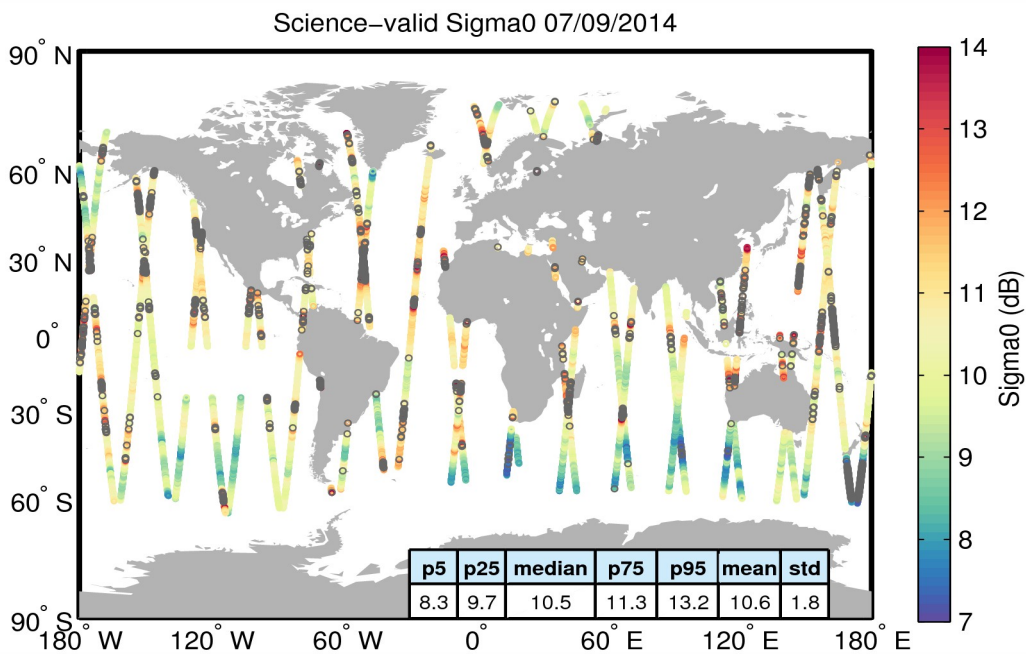 Science−valid Sigma0 07/09/2014
90° N
60° N
30° N
0°
30° S
60° S
90° S
180° W
120° W
60° W
0°
60° E
120° E
180° E
p5 p25 median p75 p95 mean std
8.3 9.7 10.5 11.3 13.2 10.6 1.8
14
13
12
11
10
9
8
7
Sigma0 (dB)